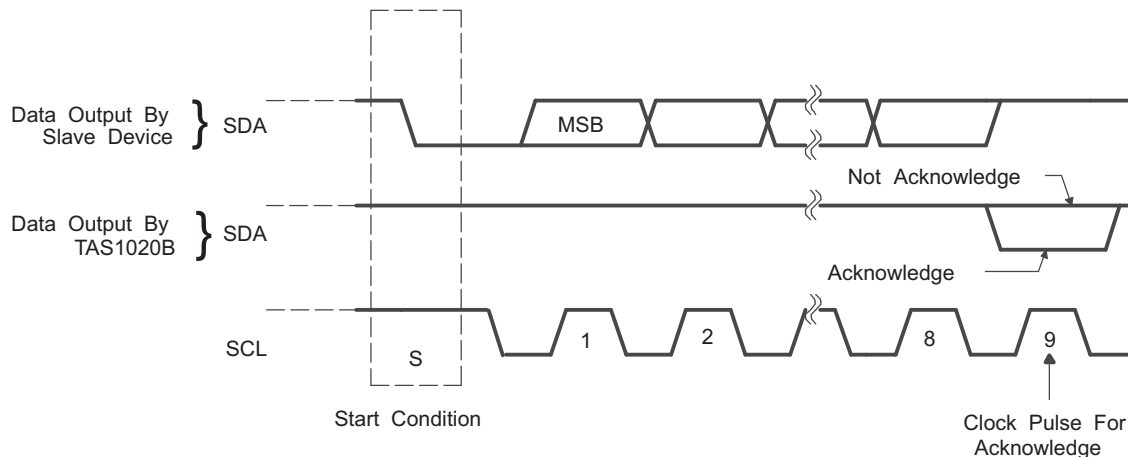 Data Output By
Slave Device
} SDA
MSB
Not Acknowledge
Data Output By
TAS1020B
} SDA
Acknowledge
SCL
S
1
2
8
9
Start Condition
Clock Pulse For
Acknowledge